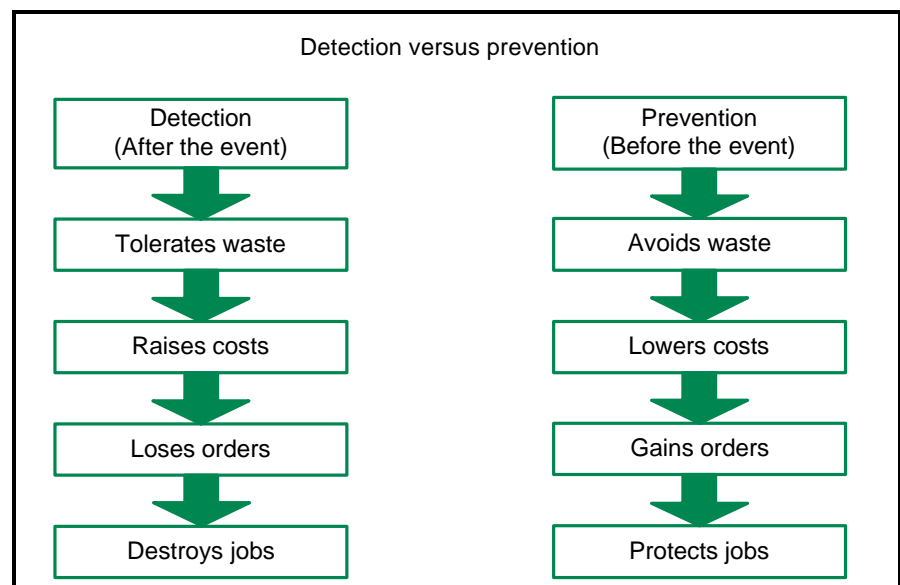 Detection versus prevention
Detection
(After the event)
Tolerates waste
Raises costs
Loses orders
Destroys jobs
Prevention
(Before the event)
Avoids waste
Lowers costs
Gains orders
Protects jobs